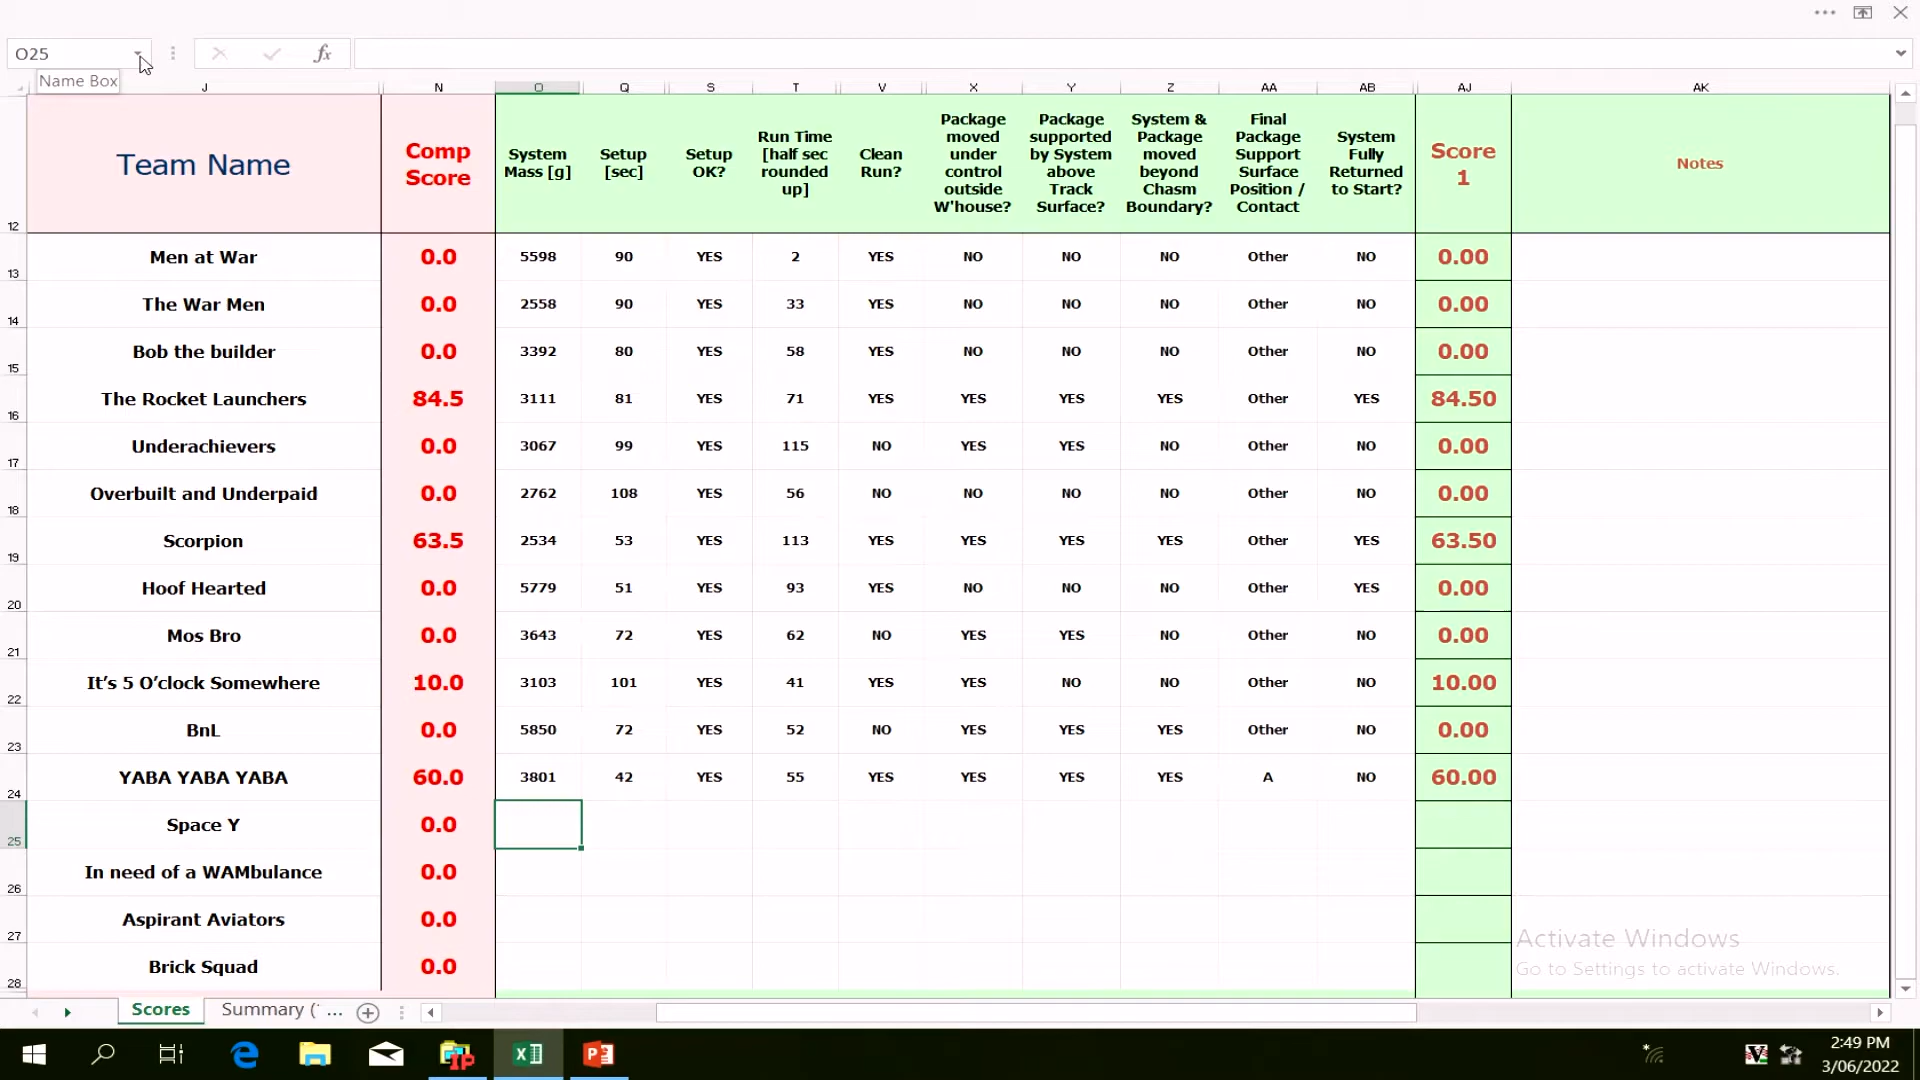 O25
fx
Name Box
J N O Q S T V X Y Z AA AB AJ AK
Team Name
Comp
Score
System
Mass [g]
Setup
[sec]
Setup
OK?
Run Time
[half sec
rounded
up]
Clean
Run?
Package
moved
under
control
outside
W'house?
Package
supported
by System
above
Track
Surface?
System &
Package
moved
beyond
Chasm
Boundary?
Final
Package
Support
Surface
Position /
Contact
System
Fully
Returned
to Start?
Score
1
Notes
12
13 Men at War 0.0 5598 90 YES 2 YES NO NO NO Other NO 0.00
14 The War Men 0.0 2558 90 YES 33 YES NO NO NO Other NO 0.00
15 Bob the builder 0.0 3392 80 YES 58 YES NO NO NO Other NO 0.00
16 The Rocket Launchers 84.5 3111 81 YES 71 YES YES YES YES Other YES 84.50
17 Underachievers 0.0 3067 99 YES 115 NO YES YES NO Other NO 0.00
18 Overbuilt and Underpaid 0.0 2762 108 YES 56 NO NO NO NO Other NO 0.00
19 Scorpion 63.5 2534 53 YES 113 YES YES YES YES Other YES 63.50
20 Hoof Hearted 0.0 5779 51 YES 93 YES NO NO NO Other YES 0.00
21 Mos Bro 0.0 3643 72 YES 62 NO YES YES NO Other NO 0.00
22 It’s 5 O’clock Somewhere 10.0 3103 101 YES 41 YES YES NO NO Other NO 10.00
23 BnL 0.0 5850 72 YES 52 NO YES YES YES Other NO 0.00
24 YABA YABA YABA 60.0 3801 42 YES 55 YES YES YES YES A NO 60.00
25 Space Y 0.0
26 In need of a WAMbulance 0.0
27 Aspirant Aviators 0.0
28 Brick Squad 0.0
Activate Windows
Go to Settings to activate Windows.
Scores Summary (' ...
2:49 PM
3/06/2022